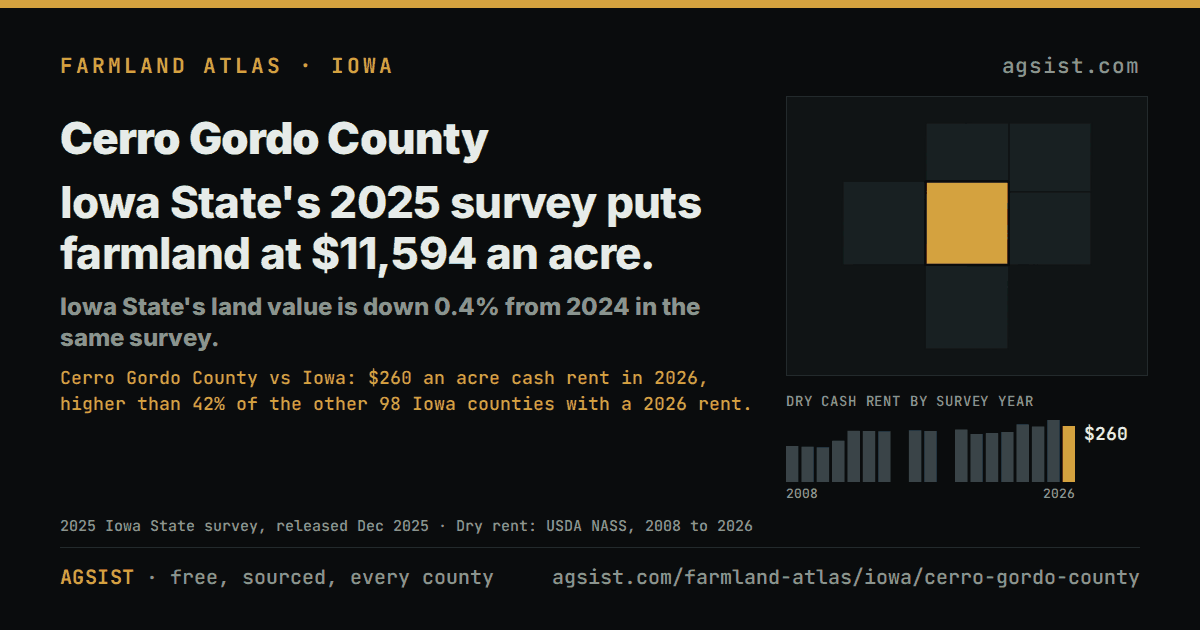 FARMLAND ATLAS · IOWA
agsist.com
Cerro Gordo County
Iowa State's 2025 survey puts
farmland at $11,594 an acre.
Iowa State's land value is down 0.4% from 2024 in the
same survey.
Cerro Gordo County vs Iowa: $260 an acre cash rent in 2026,
higher than 42% of the other 98 Iowa counties with a 2026 rent.
DRY CASH RENT BY SURVEY YEAR
$260
2008
2026
2025 Iowa State survey, released Dec 2025 · Dry rent: USDA NASS, 2008 to 2026
AGSIST · free, sourced, every county
agsist.com/farmland-atlas/iowa/cerro-gordo-county